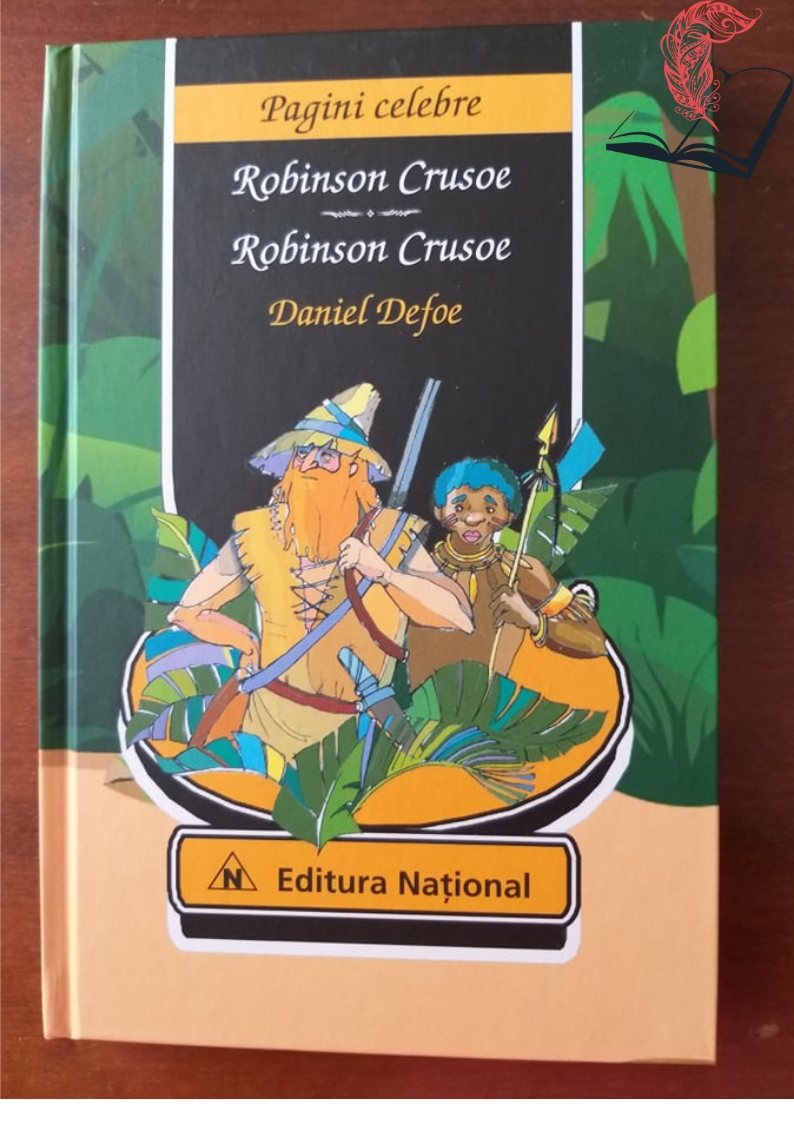 Pagini celebre
Robinson Crusoe
Robinson Crusoe
Daniel Defoe
N Editura Național